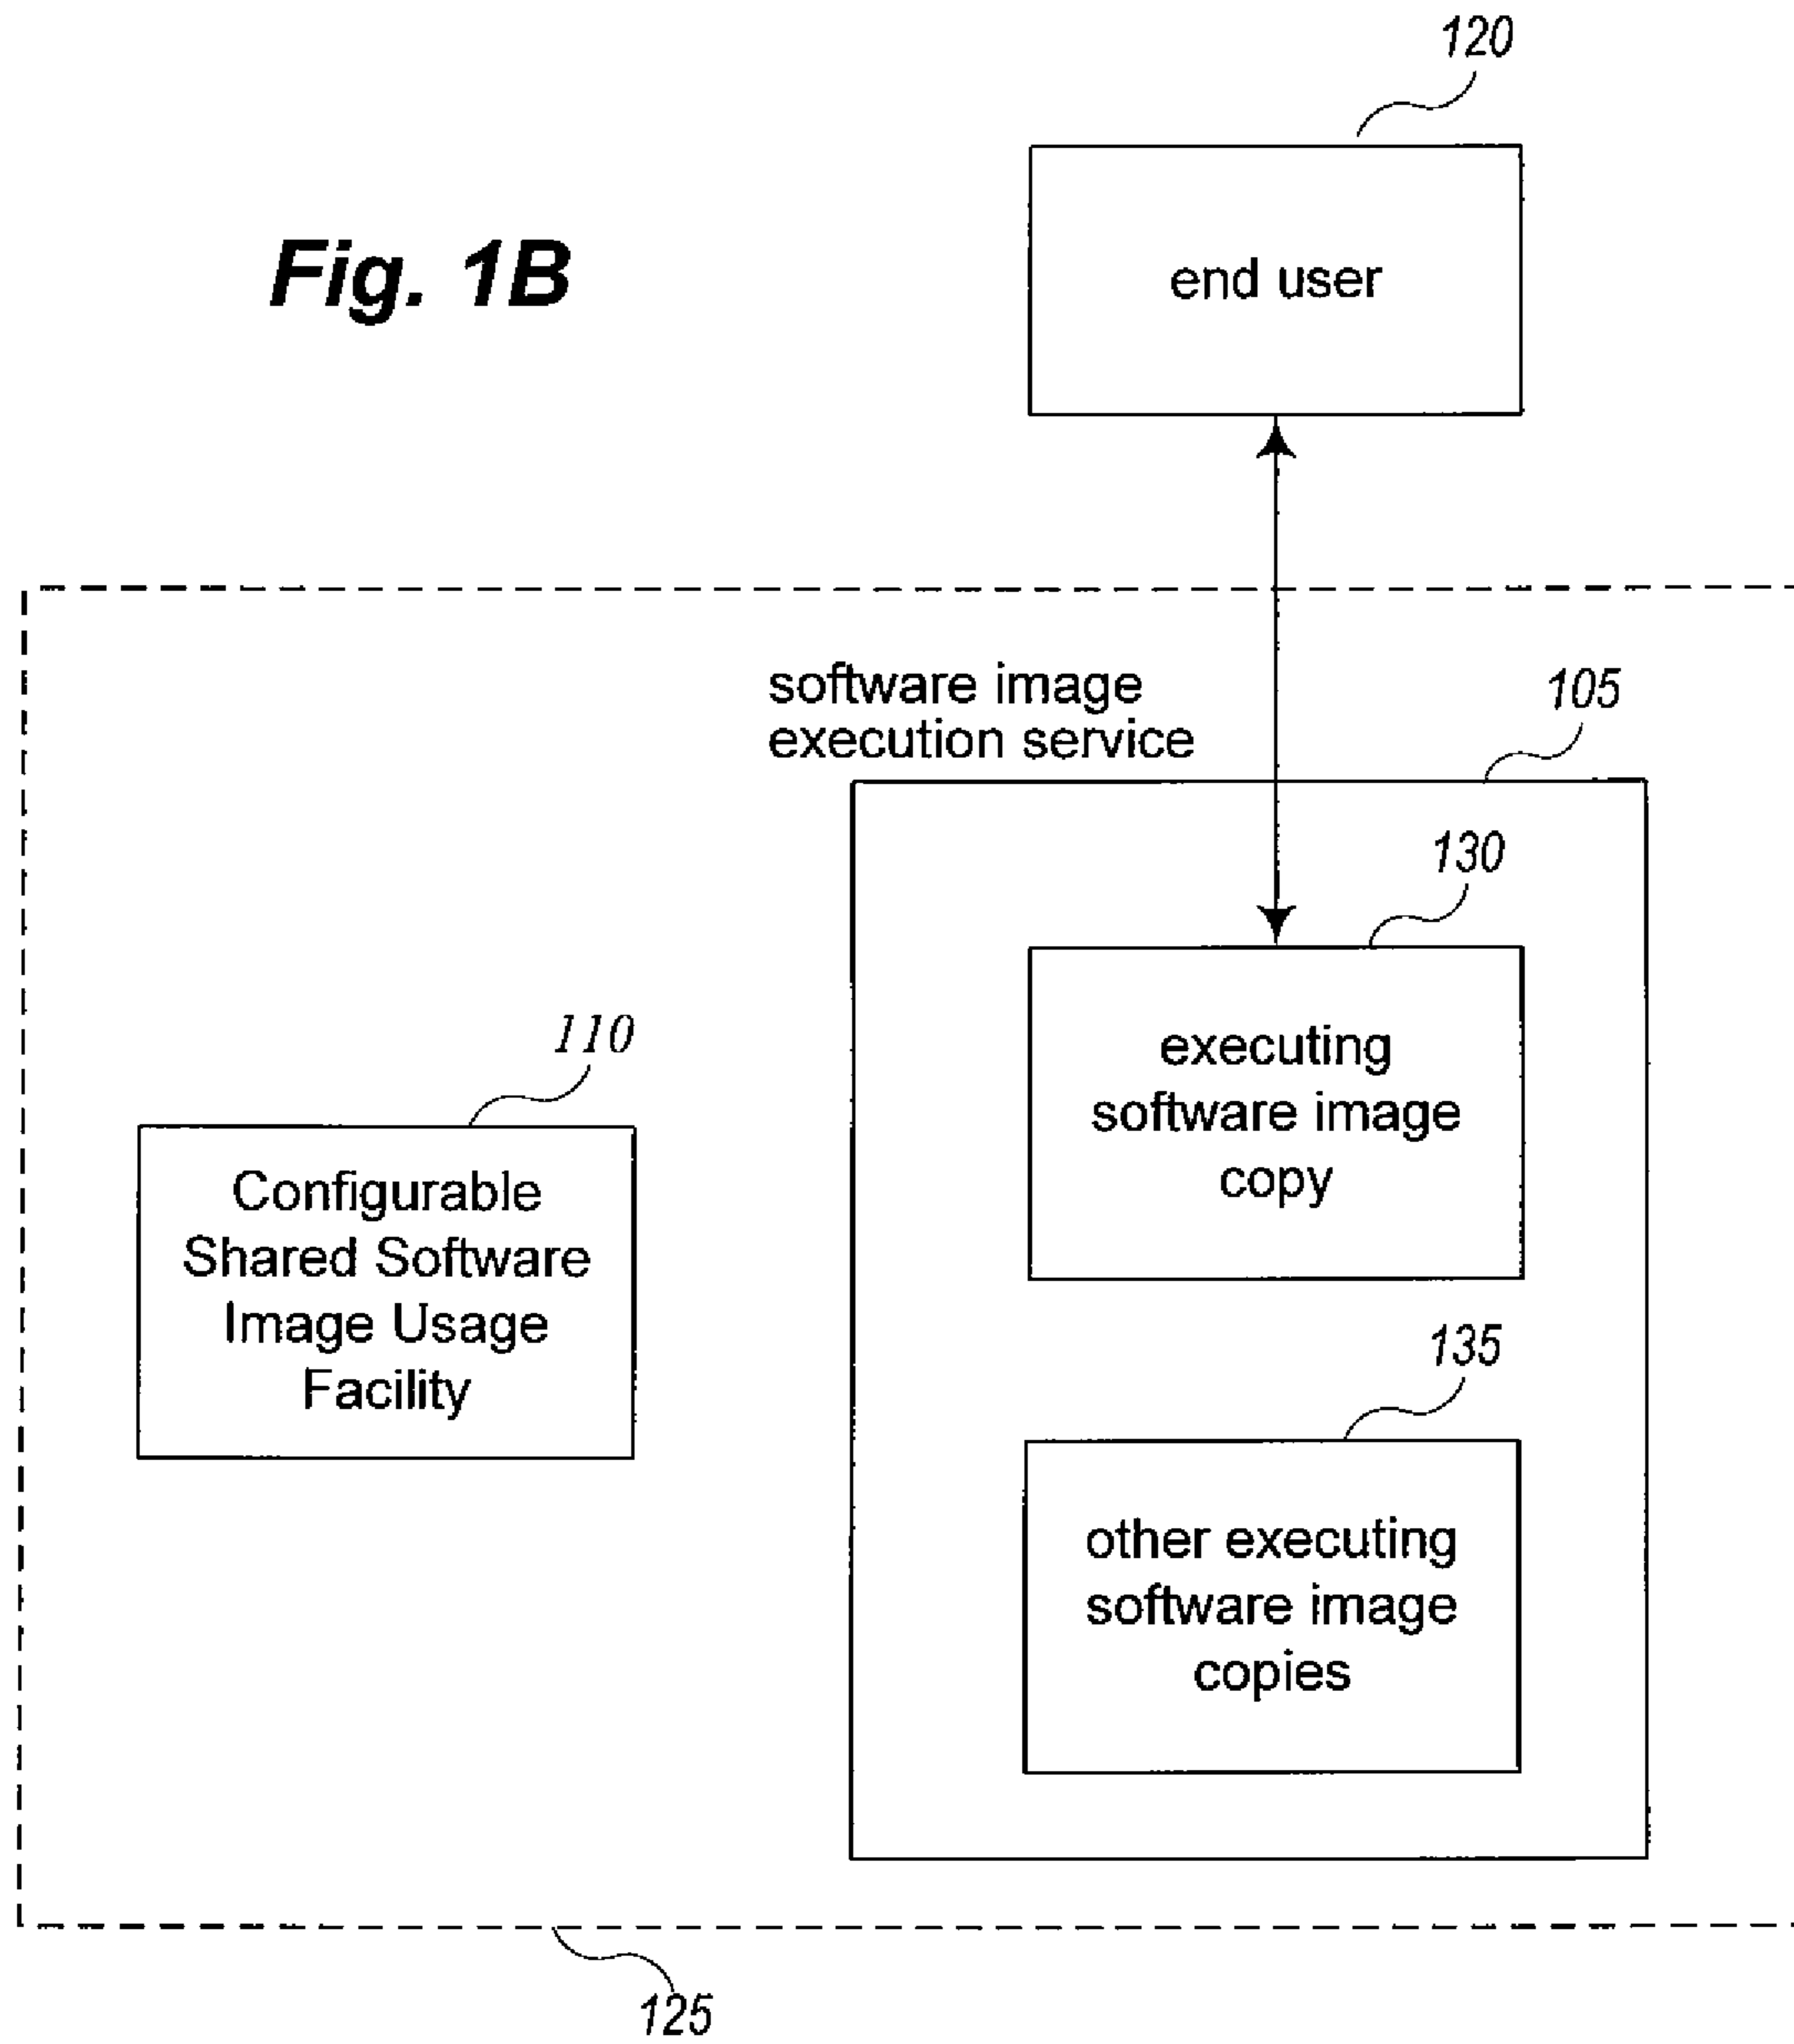 120
Fig. 1B
end user
software image
execution service
105
130
executing
software image
copy
110
Configurable
Shared Software
Image Usage
Facility
135
other executing
software image
copies
125